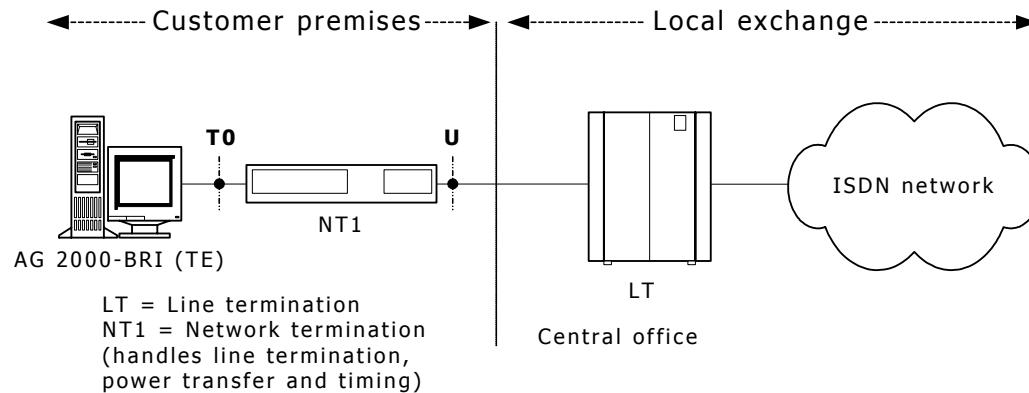 Customer premises
Local exchange
T0
U
ISDN network
NT1
AG 2000-BRI (TE)
LT
LT = Line termination
NT1 = Network termination
(handles line termination,
power transfer and timing)
Central office